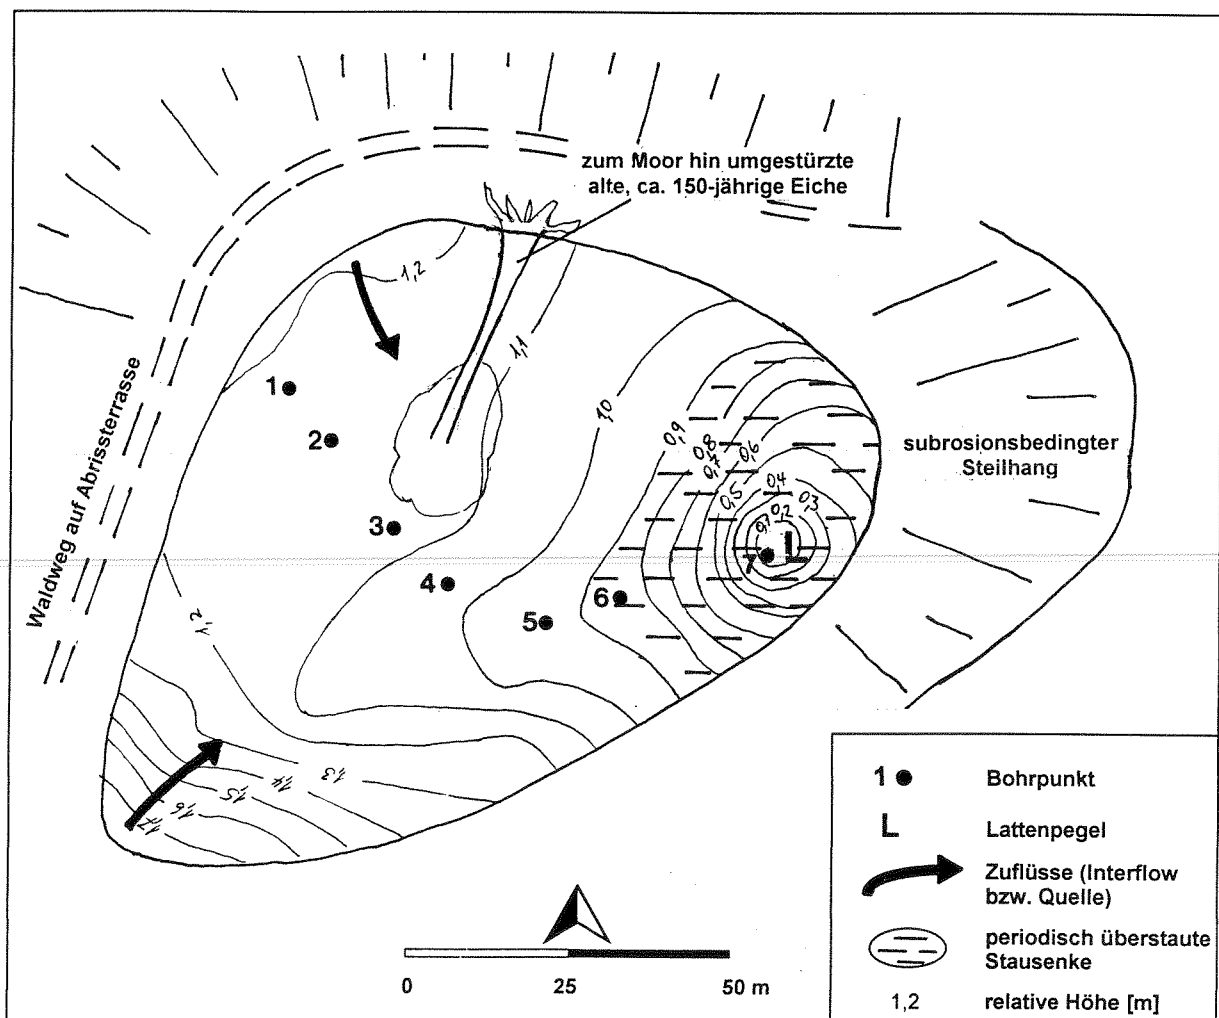 zum Moor hin umgestürzte
alte, ca. 150-jährige Eiche
Waldweg auf Abrissterrasse
1,2
1,1
1
2
3
4
5
6
7
1,0
0,9
0,8
0,7
0,6
0,5
0,4
0,3
0,2
0,1
L
subrosionsbedingter
Steilhang
1,2
1,3
1,4
1,5
1,6
1,7
0 25 50 m
1 Bohrpunkt
L Lattenpegel
Zuflüsse (Interflow
bzw. Quelle)
periodisch überstaute
Stausenke
1,2 relative Höhe [m]